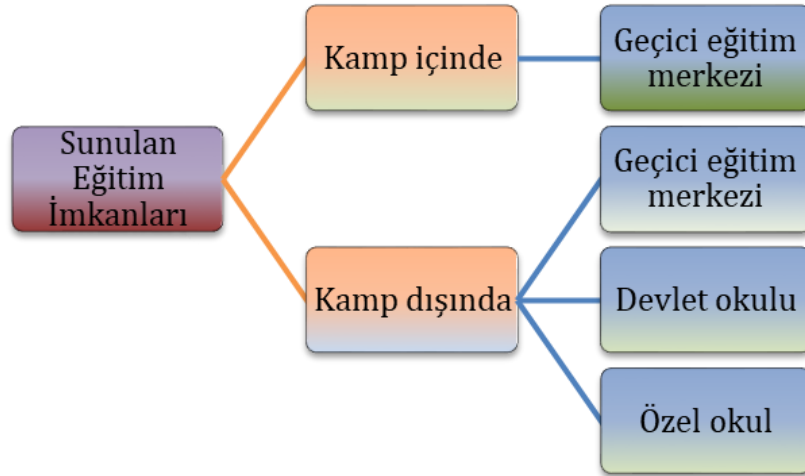 Sunulan
Eğitim
İmkanları
Kamp içinde
Geçici eğitim
merkezi
Kamp dışında
Geçici eğitim
merkezi
Devlet okulu
Özel okul